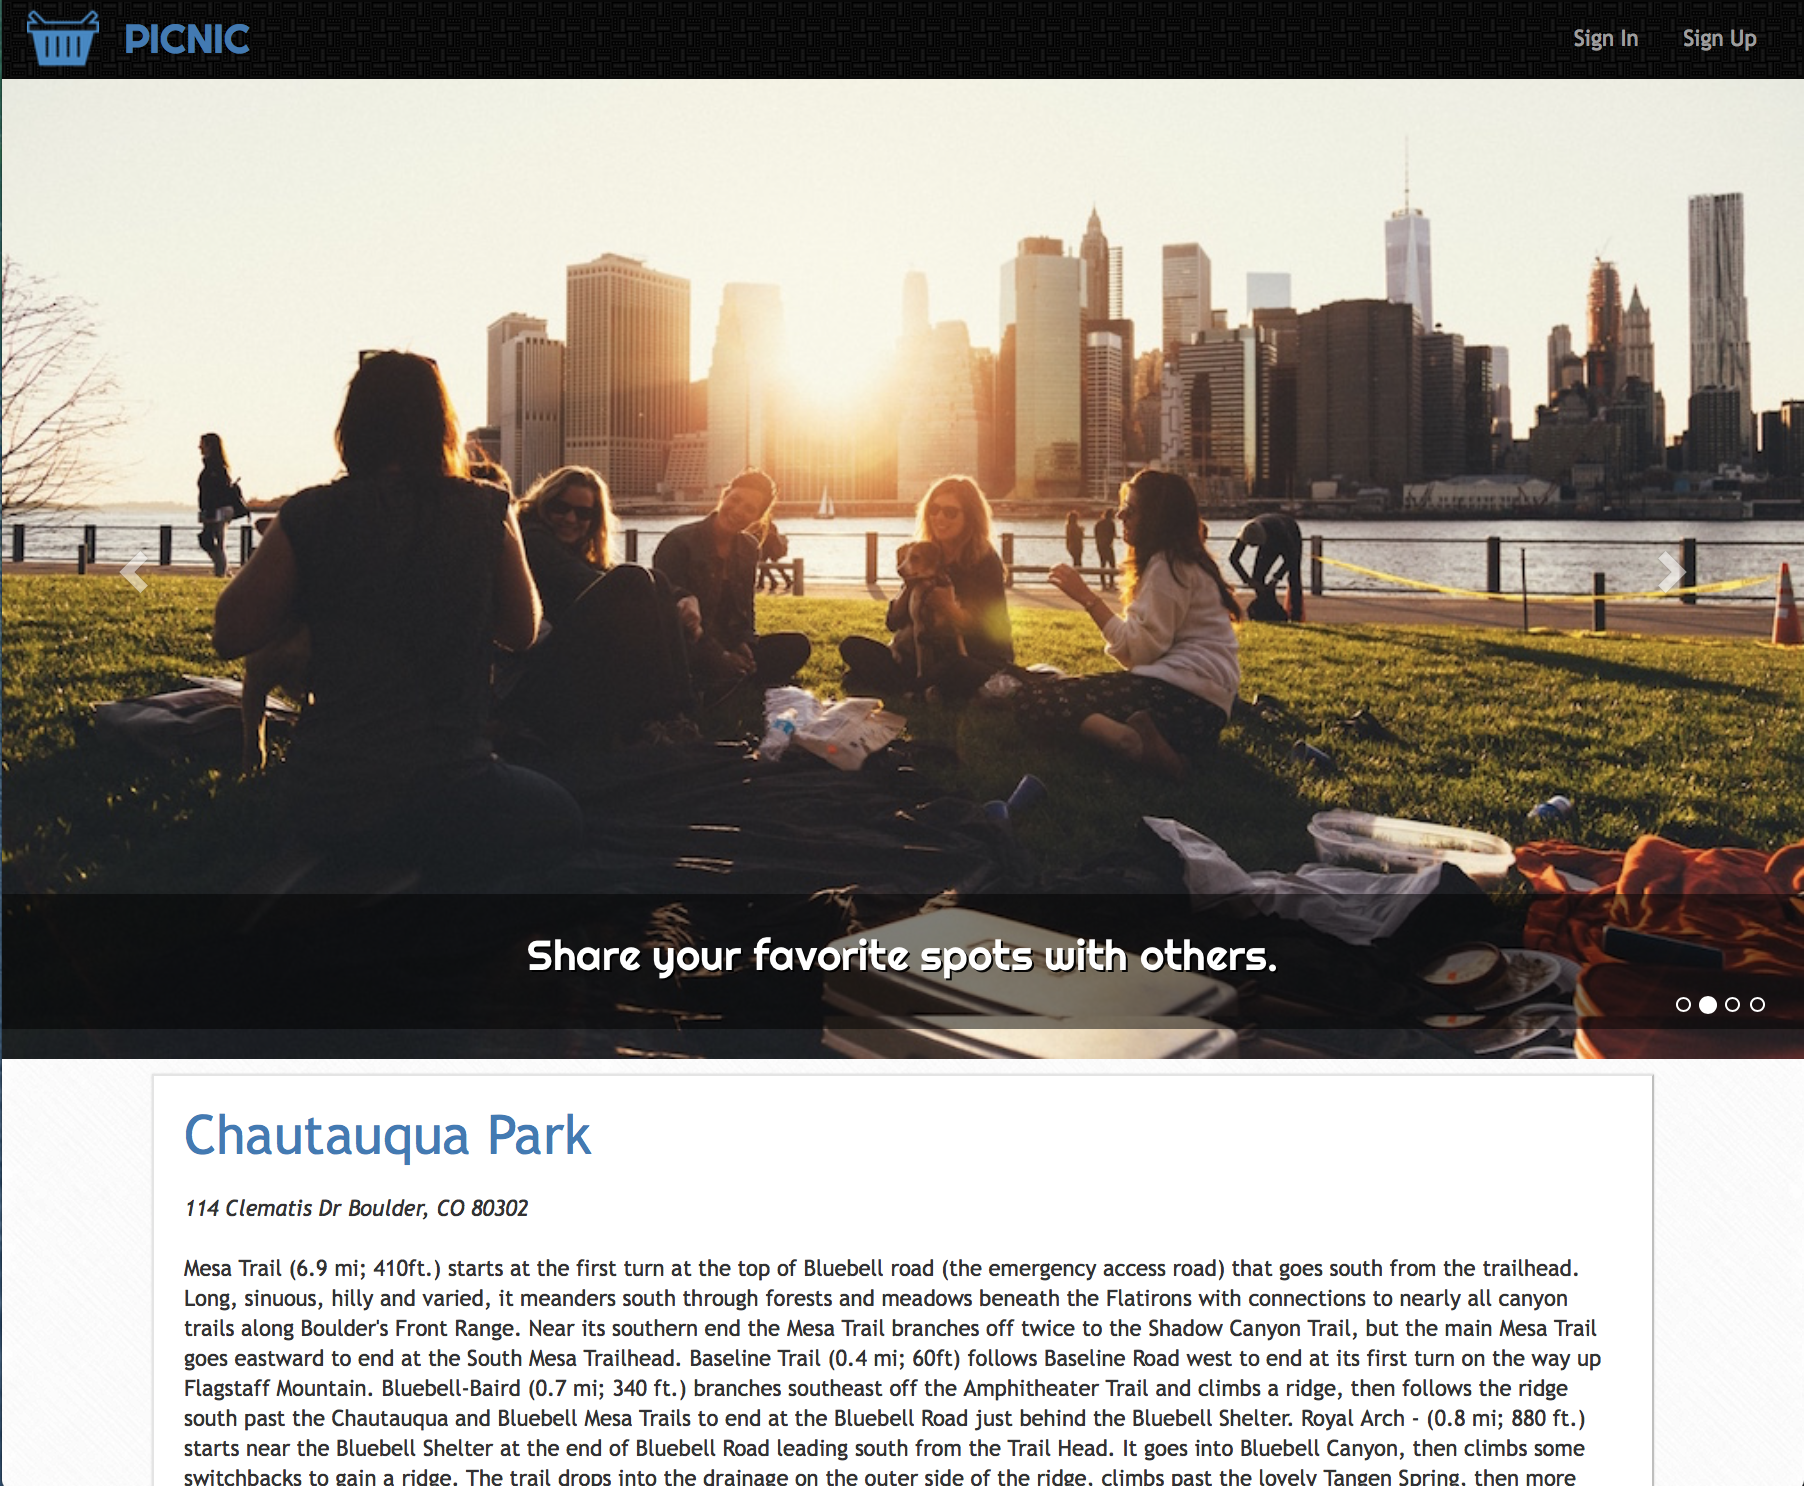 PICNIC
Sign In Sign Up
Share your favorite spots with others.
Chautauqua Park
114 Clematis Dr Boulder, CO 80302
Mesa Trail (6.9 mi; 410ft.) starts at the first turn at the top of Bluebell road (the emergency access road) that goes south from the trailhead.
Long, sinuous, hilly and varied, it meanders south through forests and meadows beneath the Flatirons with connections to nearly all canyon
trails along Boulder's Front Range. Near its southern end the Mesa Trail branches off twice to the Shadow Canyon Trail, but the main Mesa Trail
goes eastward to end at the South Mesa Trailhead. Baseline Trail (0.4 mi; 60ft) follows Baseline Road west to end at its first turn on the way up
Flagstaff Mountain. Bluebell-Baird (0.7 mi; 340 ft.) branches southeast off the Amphitheater Trail and climbs a ridge, then follows the ridge
south past the Chautauqua and Bluebell Mesa Trails to end at the Bluebell Road just behind the Bluebell Shelter. Royal Arch - (0.8 mi; 880 ft.)
starts near the Bluebell Shelter at the end of Bluebell Road leading south from the Trail Head. It goes into Bluebell Canyon, then climbs some
switchbacks to gain a ridge. The trail drops into the drainage on the outer side of the ridge, climbs past the lovely Tangen Spring, then more